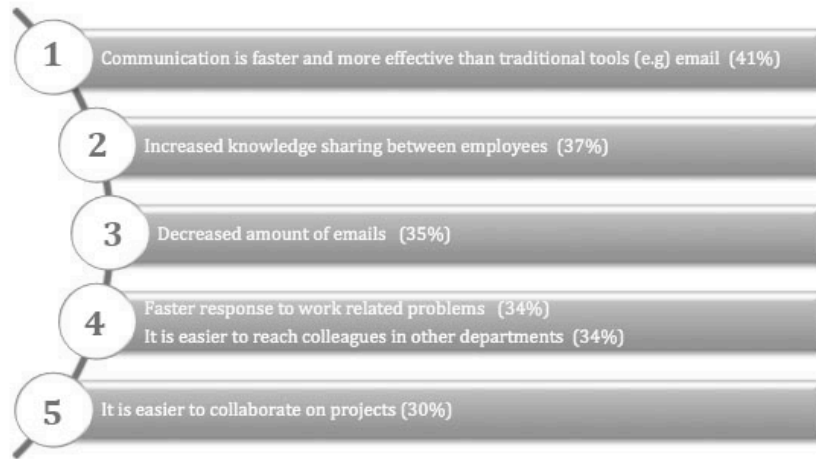 1
Communication is faster and more effective than traditional tools (e.g) email (41%)
2
Increased knowledge sharing between employees (37%)
3
Decreased amount of emails (35%)
4
Faster response to work related problems (34%)
It is easier to reach colleagues in other departments (34%)
5
It is easier to collaborate on projects (30%)